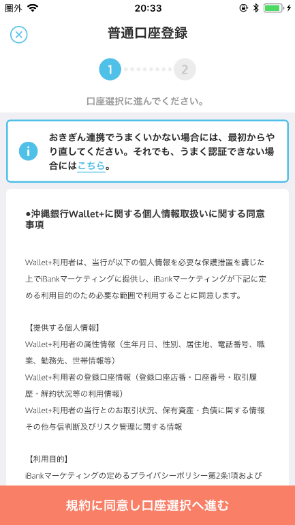 圏外 20:33
普通口座登録
1 2
口座選択に進んでください。
おきぎん連携でうまくいかない場合には、最初からや
り直してください。それでも、うまく認証できない場
合にはこちら。
●沖縄銀行Wallet+に関する個人情報取扱いに関する同意
事項
Wallet+利用者は、当行が以下の個人情報を必要な保護措置を講じた
上でiBankマーケティングに提供し、iBankマーケティングが下記に定
める利用目的のため必要な範囲で利用することに同意します。
【提供する個人情報】
Wallet+利用者の属性情報（生年月日、性別、居住地、電話番号、職
業、勤務先、世帯情報等）
Wallet+利用者の登録口座情報（登録口座店番・口座番号・取引履
歴・解約状況等の利用情報）
Wallet+利用者の当行とのお取引状況、保有資産・負債に関する情報
その他与信判断及びリスク管理に関する情報
【利用目的】
iBankマーケティングの定めるプライバシーポリシー第2条1項および
規約に同意し口座選択へ進む